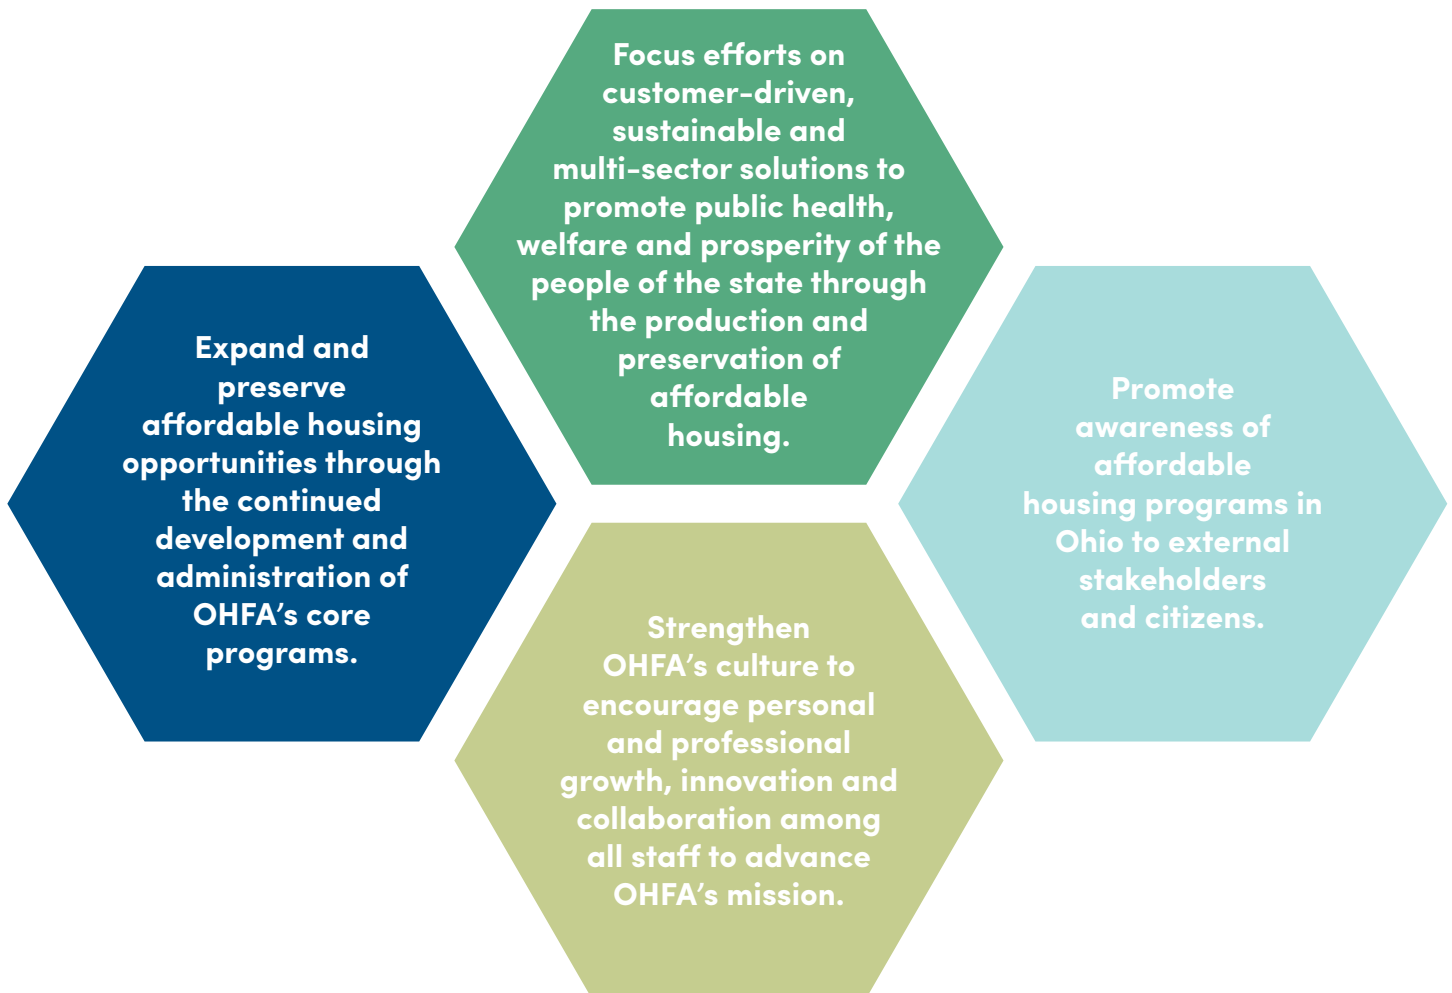 Focus efforts on
customer-driven,
sustainable and
multi-sector solutions to
promote public health,
welfare and prosperity of the
people of the state through
the production and
preservation of
affordable
housing.
Expand and
preserve
affordable housing
opportunities through
the continued
development and
administration of
OHFA’s core
programs.
Promote
awareness of
affordable
housing programs in
Ohio to external
stakeholders
and citizens.
Strengthen
OHFA’s culture to
encourage personal
and professional
growth, innovation and
collaboration among
all staff to advance
OHFA’s mission.